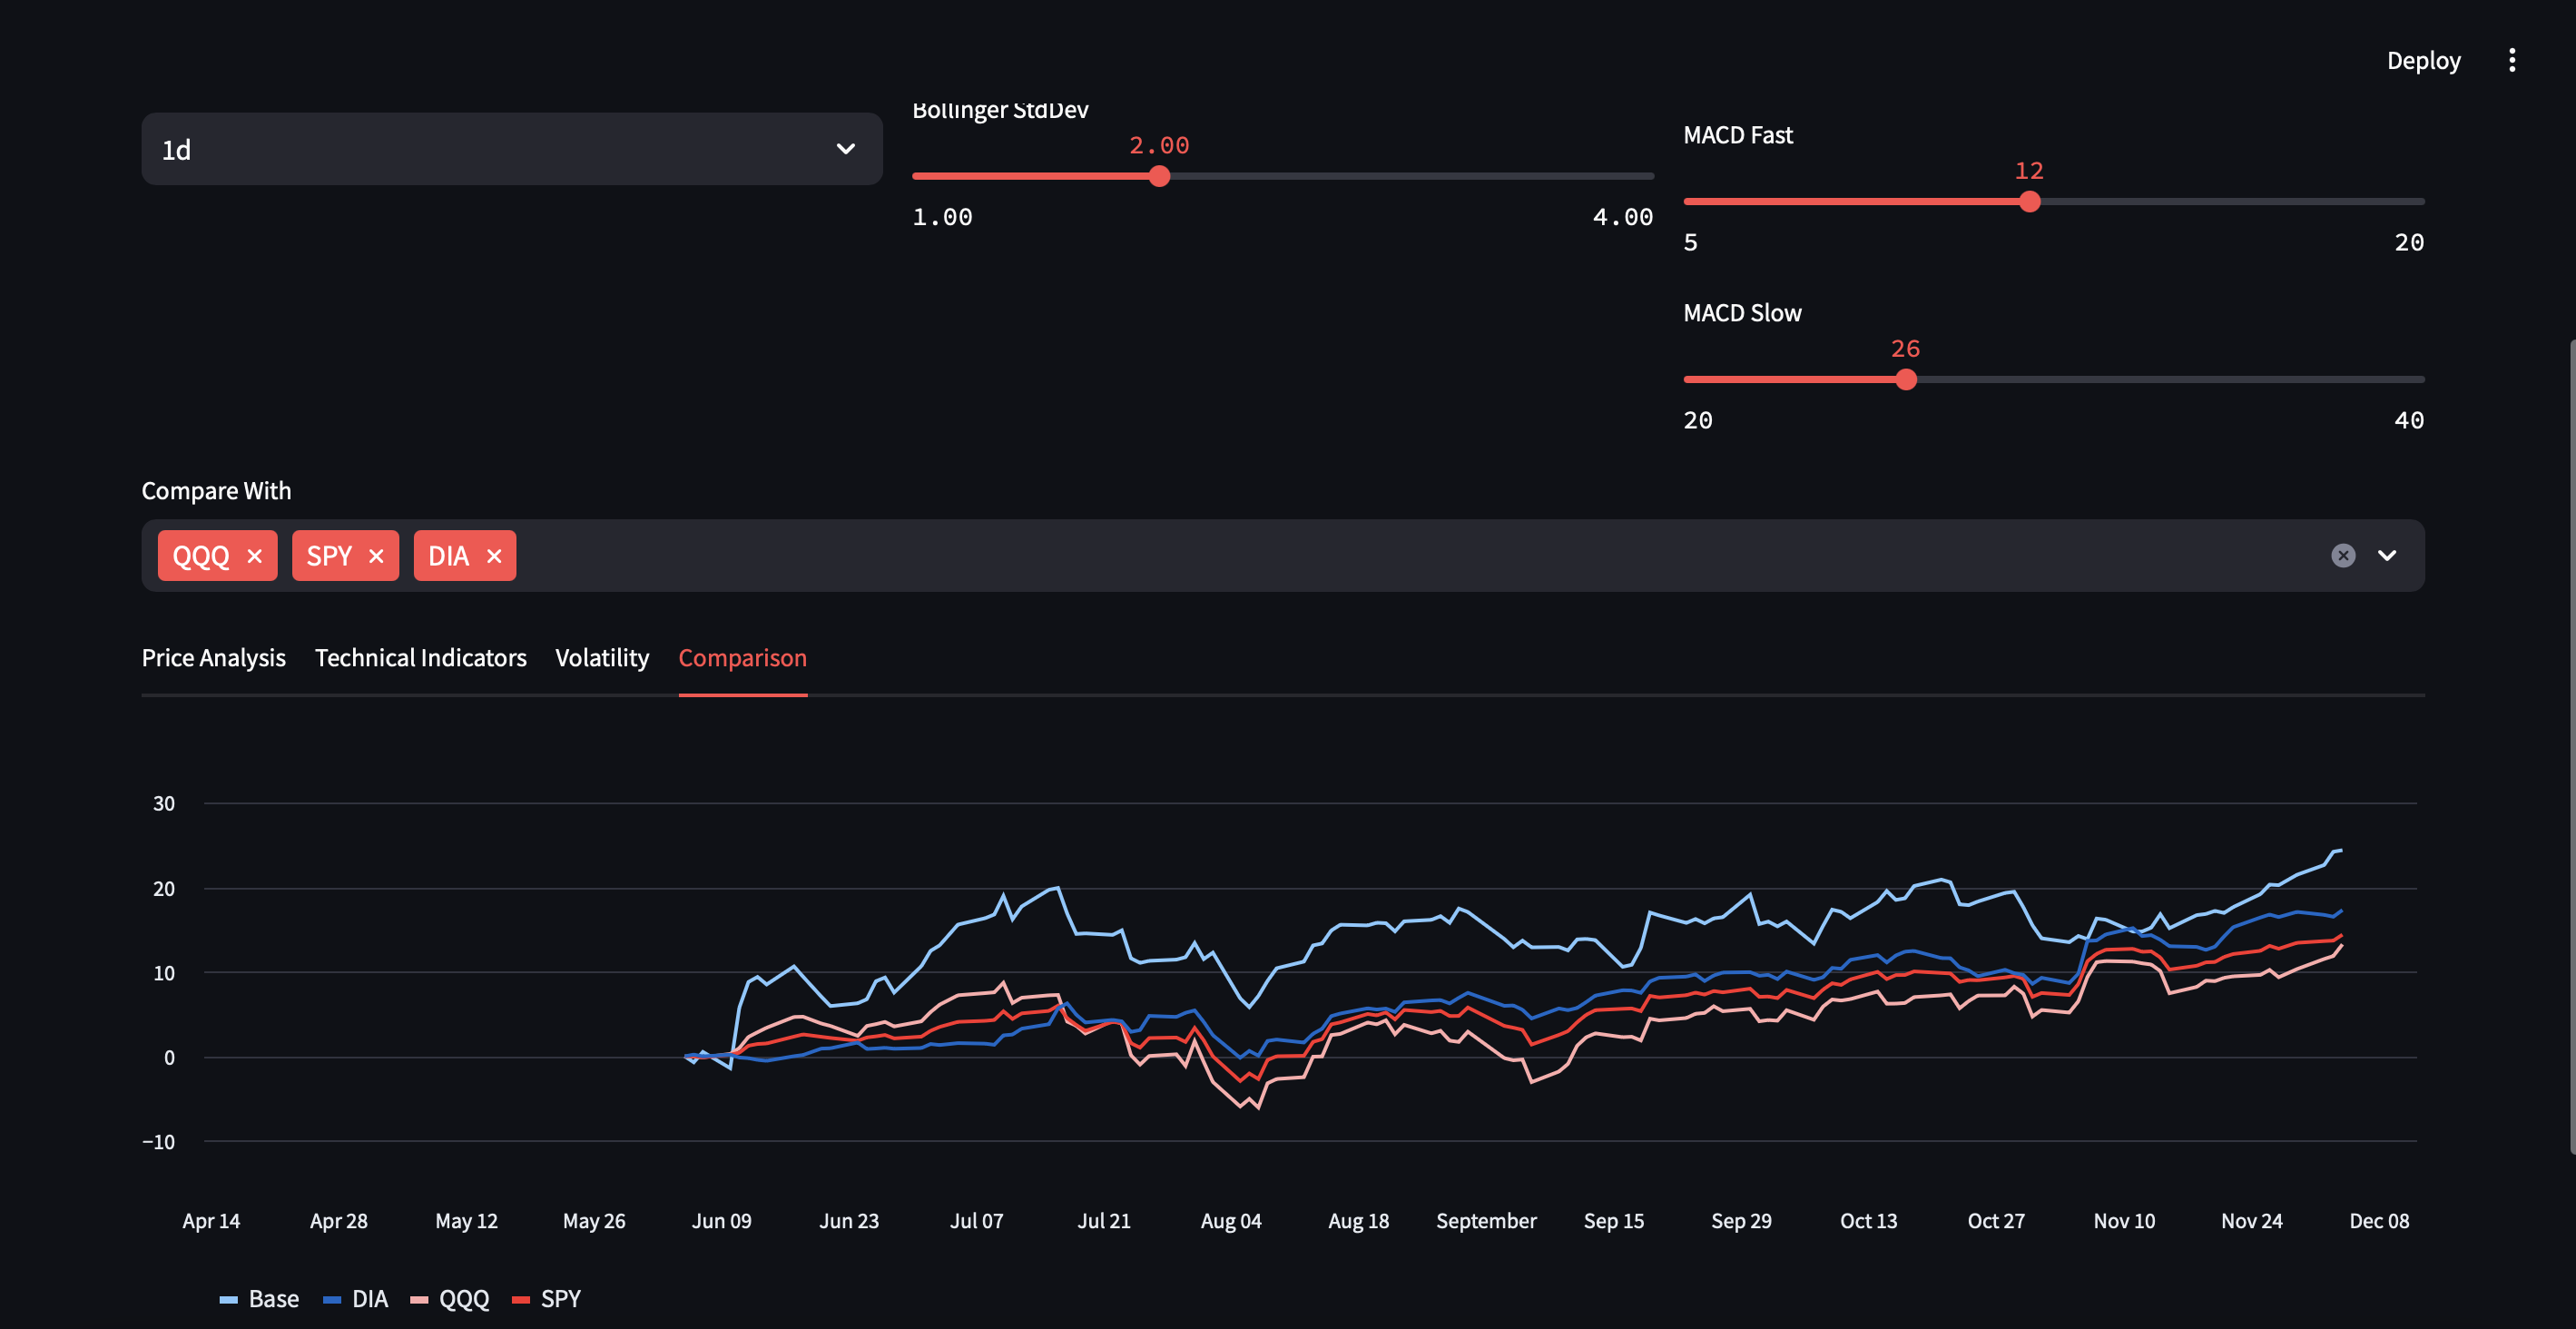 Deploy
1d
Bollinger StdDev
2.00
1.00 4.00
MACD Fast
12
5 20
MACD Slow
26
20 40
Compare With
QQQ SPY DIA
Price Analysis Technical Indicators Volatility Comparison
30
20
10
0
−10
Apr 14 Apr 28 May 12 May 26 Jun 09 Jun 23 Jul 07 Jul 21 Aug 04 Aug 18 September Sep 15 Sep 29 Oct 13 Oct 27 Nov 10 Nov 24 Dec 08
Base DIA QQQ SPY